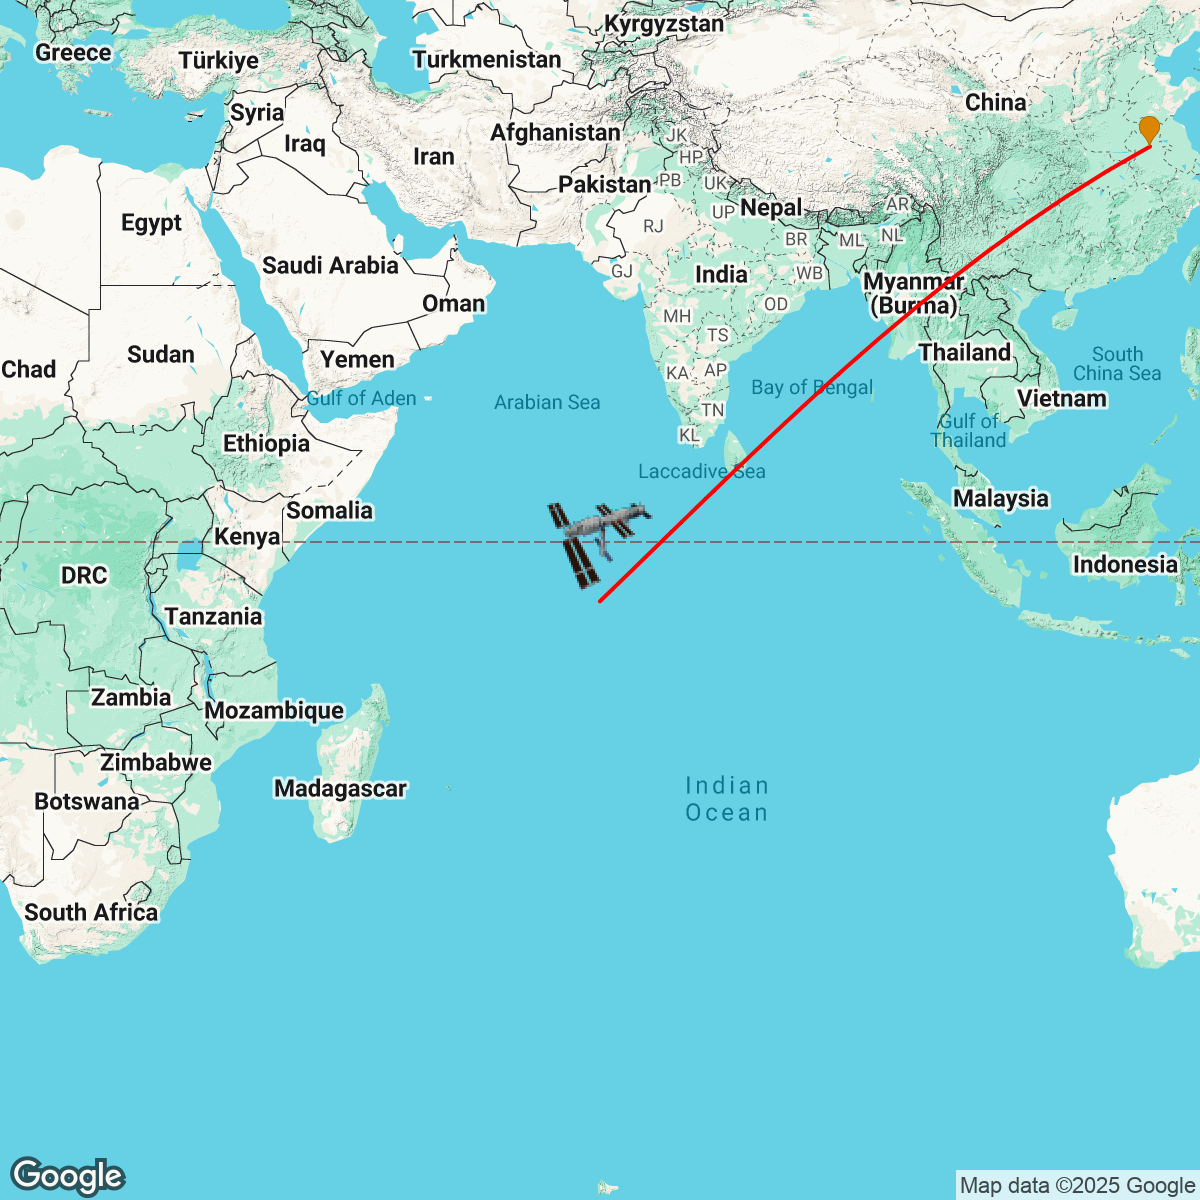 Kyrgyzstan
Greece
Türkiye
Turkmenistan
China
Syria
Afghanistan
JK
Iraq
Iran
HP
Pakistan
PB
UK
Nepal
AR
UP
Egypt
RJ
BR
ML
NL
Saudi Arabia
GJ
India
WB
Myanmar
(Burma)
Oman
OD
MH
TS
Sudan
Yemen
Thailand
South
China Sea
Chad
KA
AP
Bay of Bengal
Gulf of Aden
Arabian Sea
Vietnam
TN
Gulf of
Thailand
Ethiopia
KL
Laccadive Sea
Malaysia
Somalia
Kenya
DRC
Indonesia
Tanzania
Zambia
Mozambique
Zimbabwe
Madagascar
Indian
Ocean
Botswana
South Africa
Google
Map data ©2025 Google